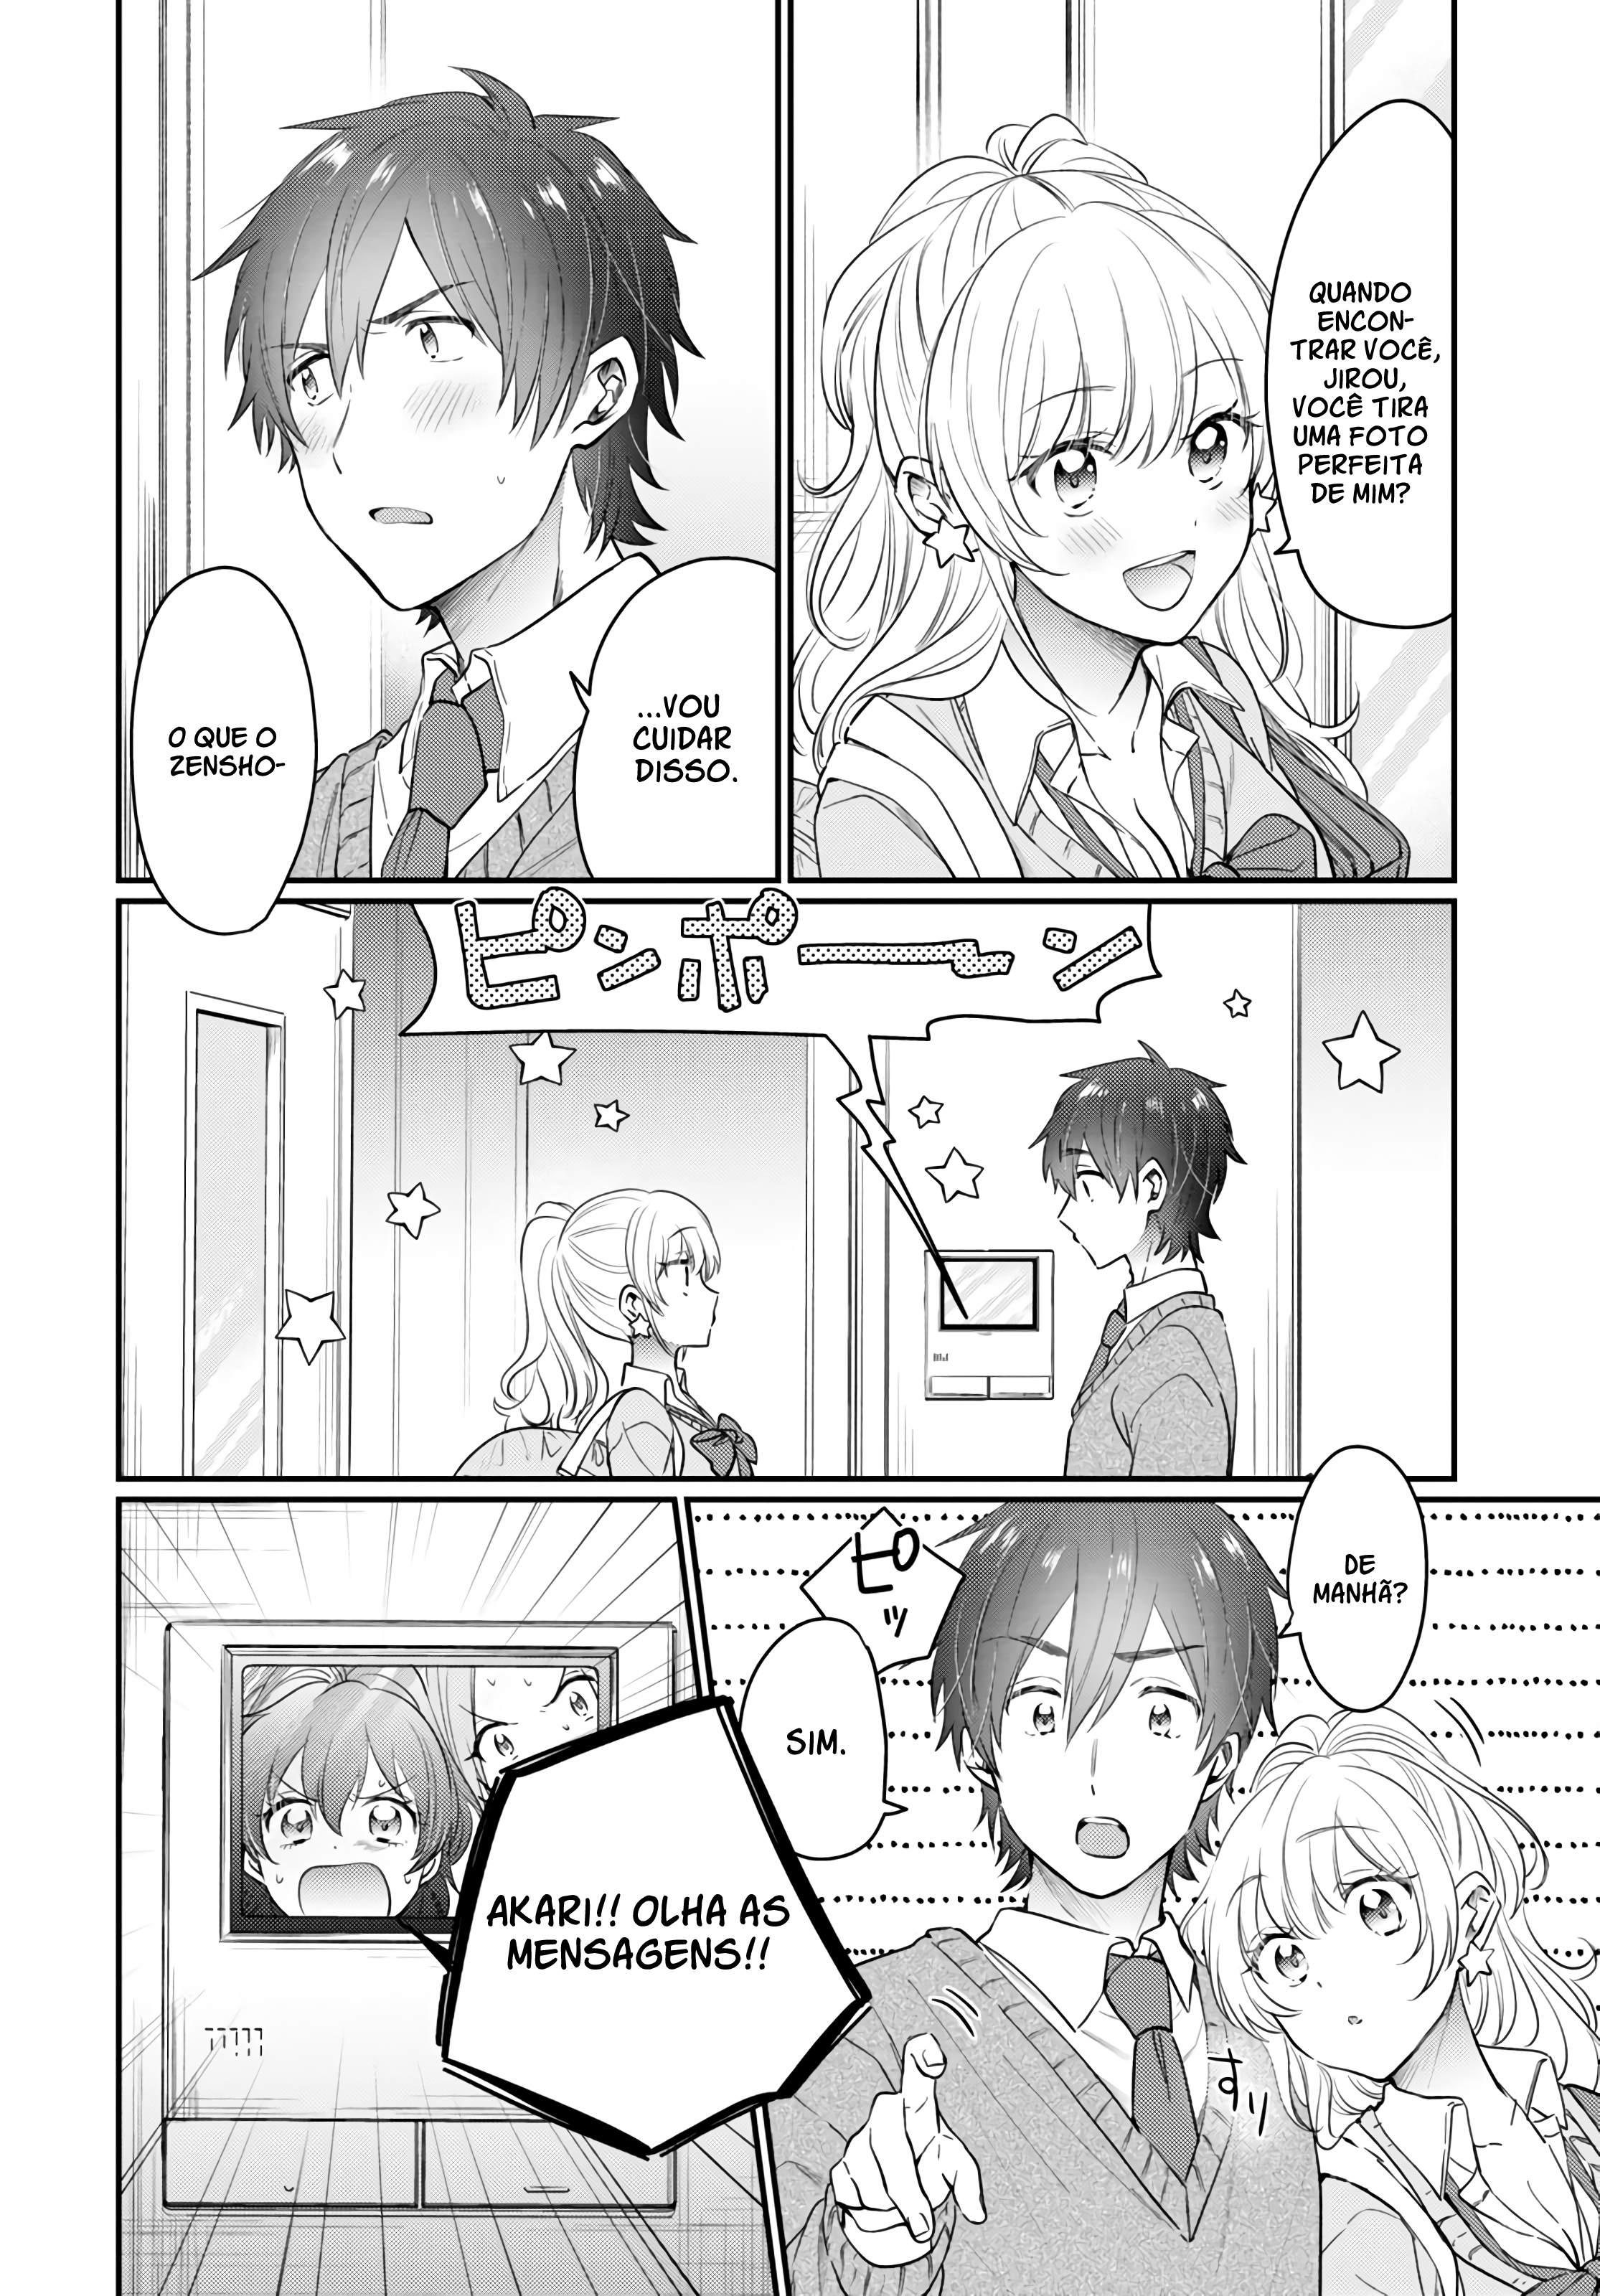 QUANDO
ENCON-
TRAR VOCÊ,
JIROU,
VOCÊ TIRA
UMA FOTO
PERFEITA
DE MIM?
...VOU
CUIDAR
DISSO.
O QUE O
ZENSHO-
ピンポーン
DE
MANHÃ?
ピッ
SIM.
すリ
AKARI!! OLHA AS
MENSAGENS!!